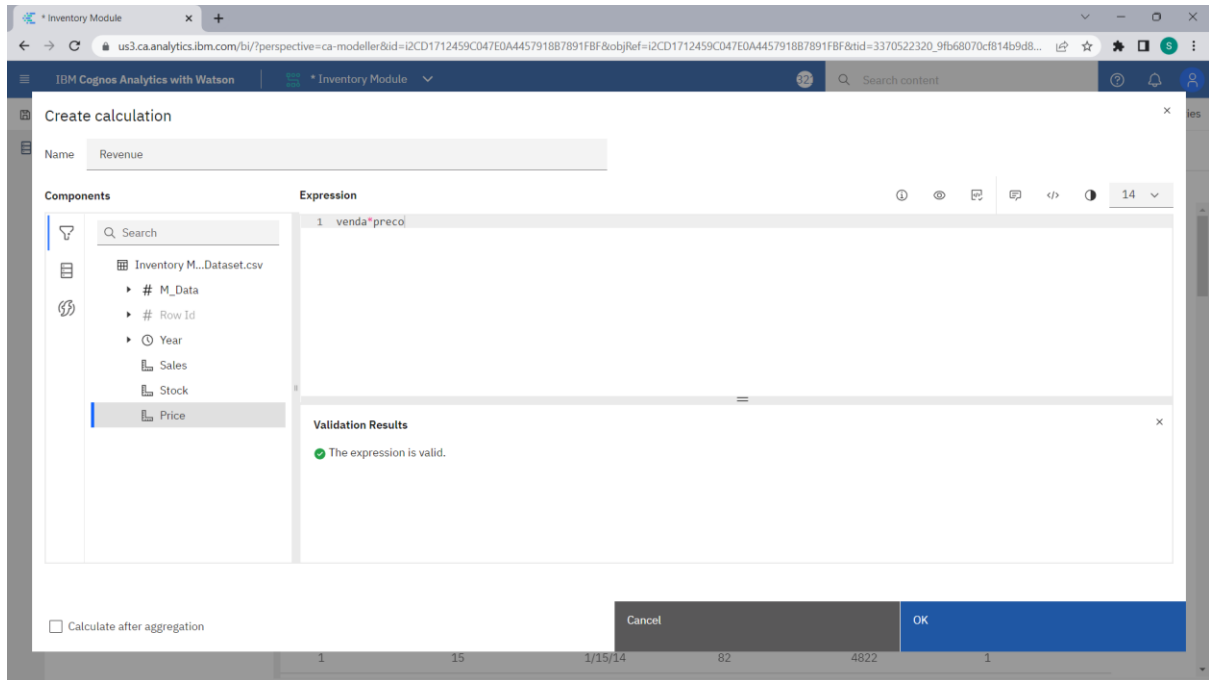 * Inventory Module
us3.ca.analytics.ibm.com/bi/?perspective=ca-modeller&id=i2CD1712459C047E0A4457918B7891FBF&objRef=i2CD1712459C047E0A4457918B7891FBF&tid=3370522320_9fb68070cf814b9d8...
S
IBM Cognos Analytics with Watson
* Inventory Module
32
Search content
Create calculation
ies
Name
Revenue
Components
Expression
14
Search
1 venda*preco
Inventory M...Dataset.csv
# M_Data
# Row Id
Year
Sales
Stock
Price
Validation Results
The expression is valid.
Calculate after aggregation
Cancel
OK
1 15 1/15/14 82 4822 1